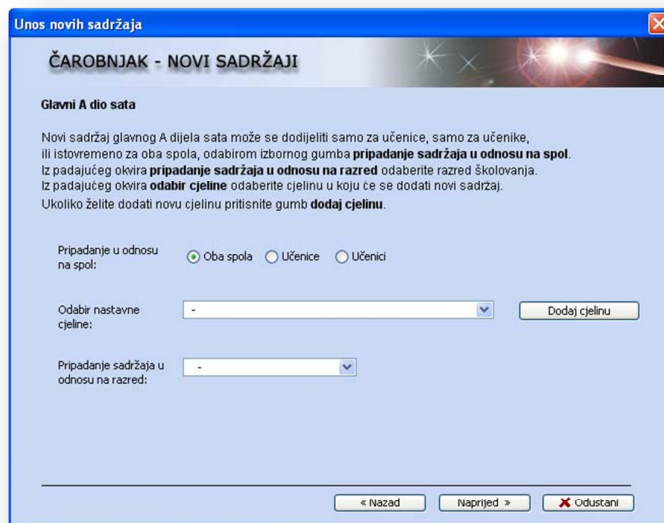 Unos novih sadržaja
ČAROBNJAK - NOVI SADRŽAJI
Glavni A dio sata
Novi sadržaj glavnog A dijela sata može se dodijeliti samo za učenice, samo za učenike,
ili istovremeno za oba spola, odabirom izbornog gumba pripadanje sadržaja u odnosu na spol.
Iz padajućeg okvira pripadanje sadržaja u odnosu na razred odaberite razred školovanja.
Iz padajućeg okvira odabir cjeline odaberite cjelinu u koju će se dodati novi sadržaj.
Ukoliko želite dodati novu cjelinu pritisnite gumb dodaj cjelinu.
Pripadanje u odnosu
na spol:
Oba spola Učenice Učenici
Odabir nastavne
cjeline:
- Dodaj cjelinu
Pripadanje sadržaja u
odnosu na razred:
-
« Nazad Naprijed » Odustani